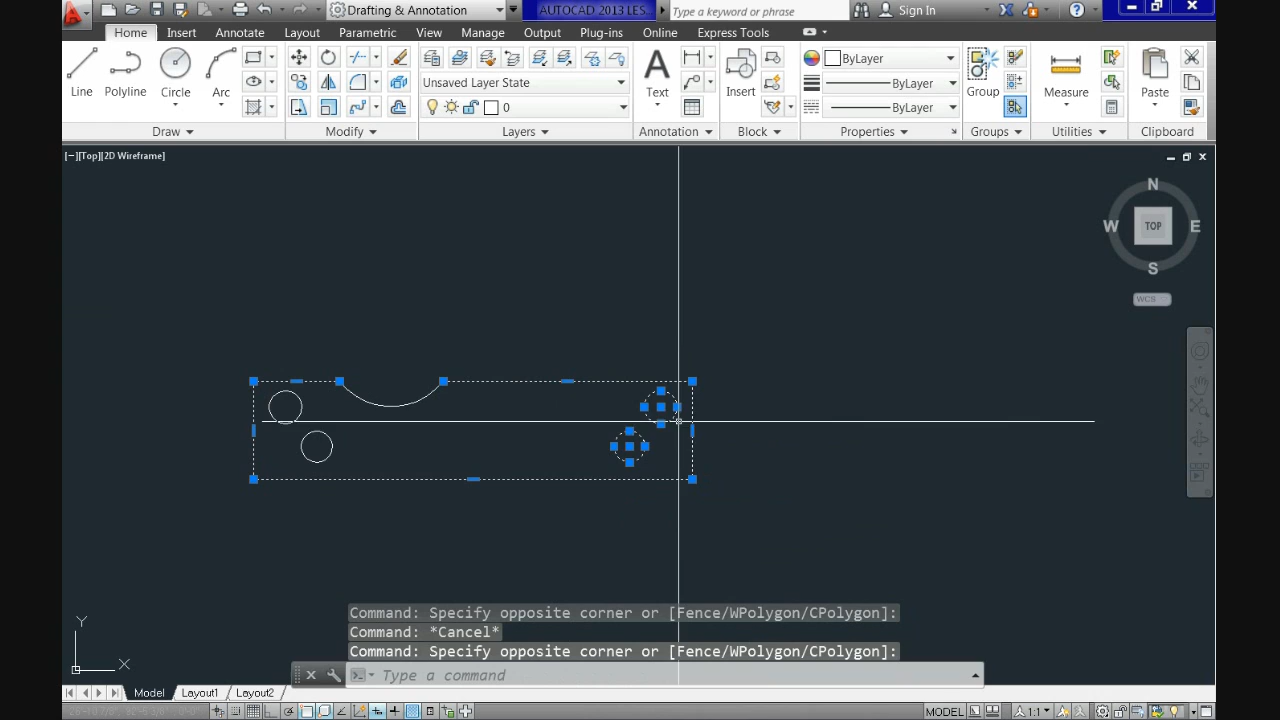 Drafting & Annotation
AUTOCAD 2013 LES
Type a keyword or phrase
Sign In
Home
Insert
Annotate
Layout
Parametric
View
Manage
Output
Plug-ins
Online
Express Tools
Line
Polyline
Circle
Arc
Unsaved Layer State
0
Text
Insert
ByLayer
ByLayer
ByLayer
Group
Measure
Paste
Draw
Modify
Layers
Annotation
Block
Properties
Groups
Utilities
Clipboard
[−][Top][2D Wireframe]
N
W
TOP
E
S
WCS
Command: Specify opposite corner or [Fence/WPolygon/CPolygon]:
Command: *Cancel*
Command: Specify opposite corner or [Fence/WPolygon/CPolygon]:
Y
X
Type a command
Model
Layout1
Layout2
MODEL
1:1